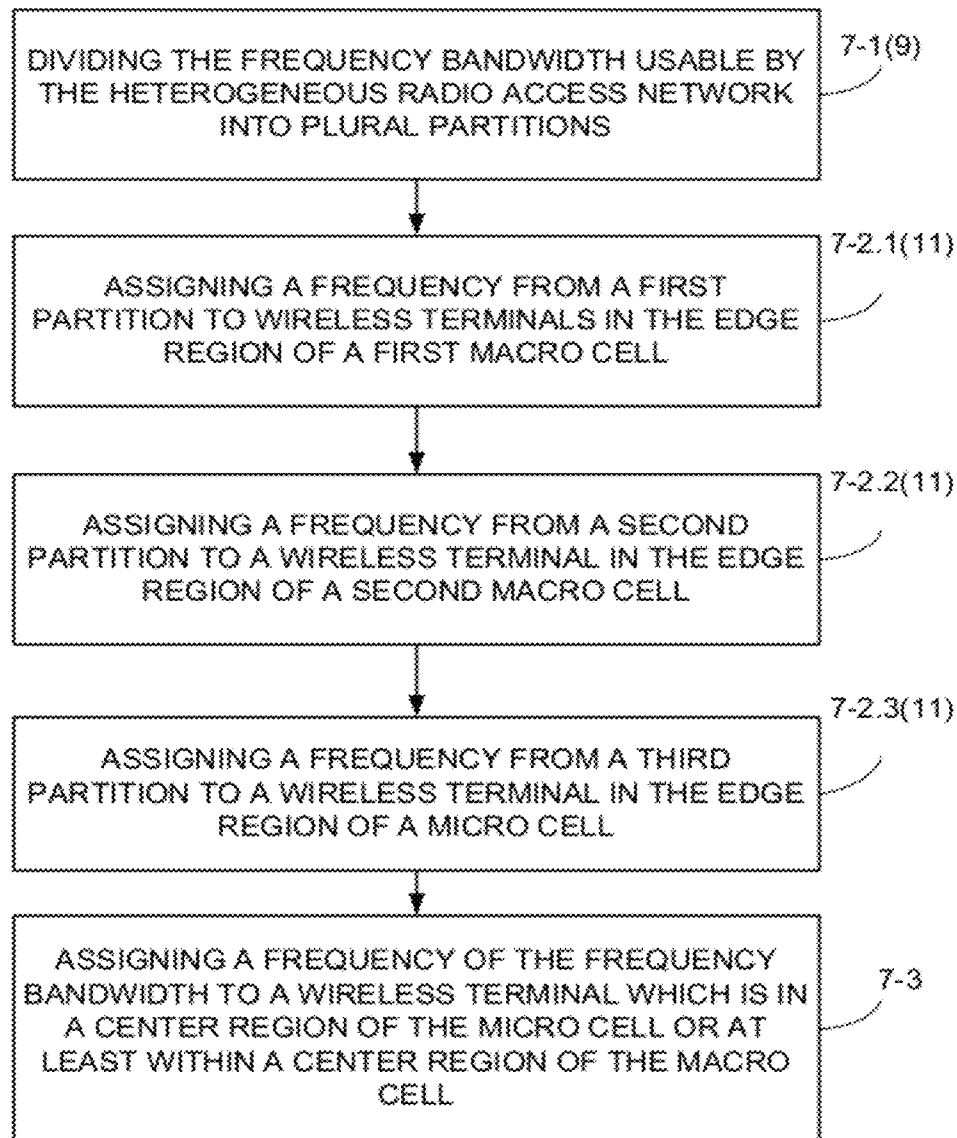 DIVIDING THE FREQUENCY BANDWIDTH USABLE BY
THE HETEROGENEOUS RADIO ACCESS NETWORK
INTO PLURAL PARTITIONS
7-1(9)
ASSIGNING A FREQUENCY FROM A FIRST
PARTITION TO WIRELESS TERMINALS IN THE EDGE
REGION OF A FIRST MACRO CELL
7-2.1(11)
ASSIGNING A FREQUENCY FROM A SECOND
PARTITION TO A WIRELESS TERMINAL IN THE EDGE
REGION OF A SECOND MACRO CELL
7-2.2(11)
ASSIGNING A FREQUENCY FROM A THIRD
PARTITION TO A WIRELESS TERMINAL IN THE EDGE
REGION OF A MICRO CELL
7-2.3(11)
ASSIGNING A FREQUENCY OF THE FREQUENCY
BANDWIDTH TO A WIRELESS TERMINAL WHICH IS IN
A CENTER REGION OF THE MICRO CELL OR AT
LEAST WITHIN A CENTER REGION OF THE MACRO
CELL
7-3